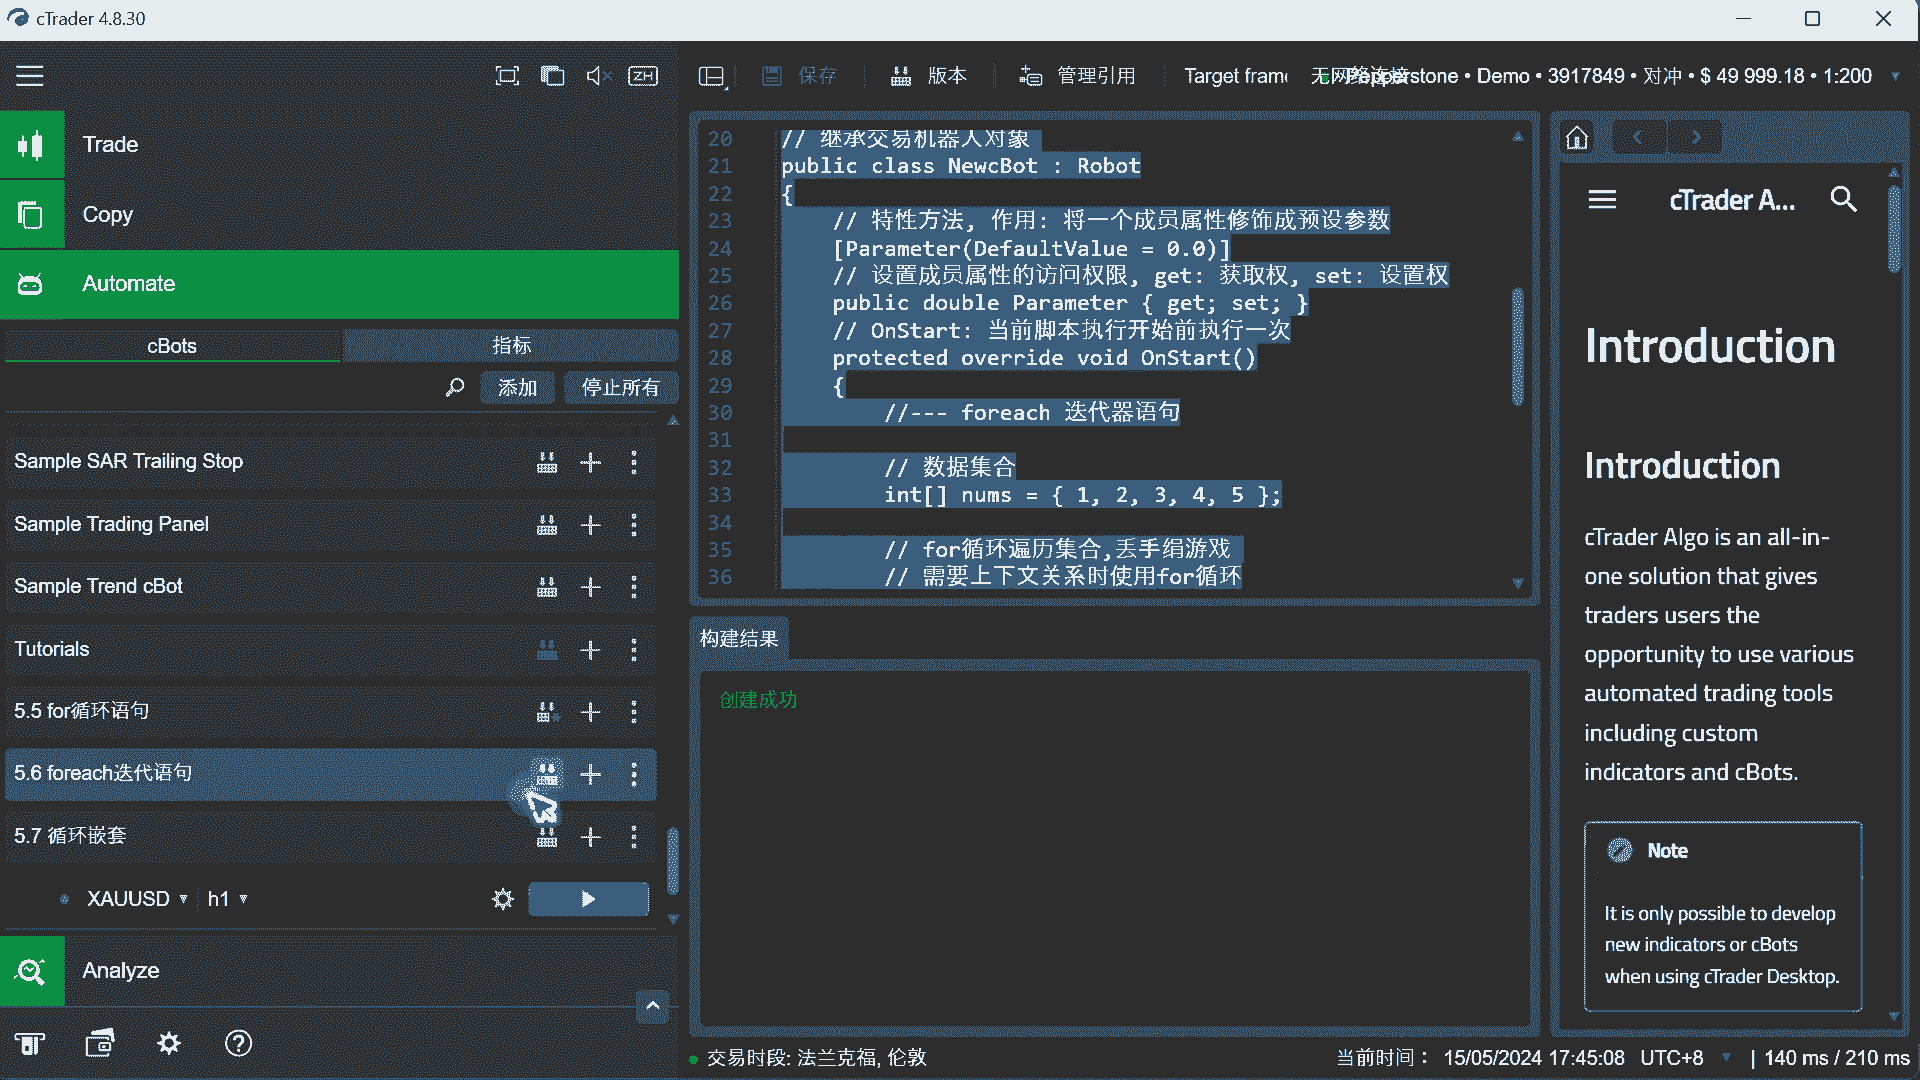 cTrader 4.8.30
ZH
Trade
Copy
Automate
cBots
指标
添加
停止所有
Sample SAR Trailing Stop
Sample Trading Panel
Sample Trend cBot
Tutorials
5.5 for循环语句
5.6 foreach迭代语句
5.7 循环嵌套
XAUUSD
h1
Analyze
保存
版本
管理引用
Target frame
Pepperstone • Demo • 3917849 • 对冲 • $ 49 999.18 • 1:200
20 // 继承交易机器人对象
21 public class NewcBot : Robot
22 {
23 // 特性方法, 作用: 将一个成员属性修饰成预设参数
24 [Parameter(DefaultValue = 0.0)]
25 // 设置成员属性的访问权限, get: 获取权, set: 设置权
26 public double Parameter { get; set; }
27 // OnStart: 当前脚本执行开始前执行一次
28 protected override void OnStart()
29 {
30 //--- foreach 迭代器语句
31
32 // 数据集合
33 int[] nums = { 1, 2, 3, 4, 5 };
34
35 // for循环遍历集合,丢手绢游戏
36 // 需要上下文关系时使用for循环
构建结果
创建成功
cTrader A...
Introduction
Introduction
cTrader Algo is an all-in-
one solution that gives
traders users the
opportunity to use various
automated trading tools
including custom
indicators and cBots.
Note
It is only possible to develop
new indicators or cBots
when using cTrader Desktop.
交易时段: 法兰克福, 伦敦
当前时间： 15/05/2024 17:45:08 UTC+8 | 140 ms / 210 ms